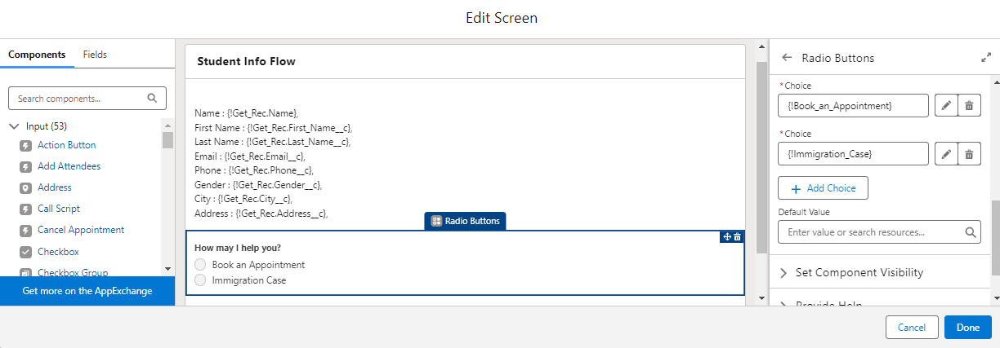 Edit Screen
Components Fields
Search components...
Input (53)
Action Button
Add Attendees
Address
Call Script
Cancel Appointment
Checkbox
Checkbox Group
Get more on the AppExchange
Student Info Flow
Name : {!Get_Rec.Name},
First Name : {!Get_Rec.First_Name__c},
Last Name : {!Get_Rec.Last_Name__c},
Email : {!Get_Rec.Email__c},
Phone : {!Get_Rec.Phone__c},
Gender : {!Get_Rec.Gender__c},
City : {!Get_Rec.City__c},
Address : {!Get_Rec.Address__c},
Radio Buttons
How may I help you?
Book an Appointment
Immigration Case
Radio Buttons
* Choice
{!Book_an_Appointment}
* Choice
{!Immigration_Case}
+ Add Choice
Default Value
Enter value or search resources...
Set Component Visibility
Provide Help
Cancel Done